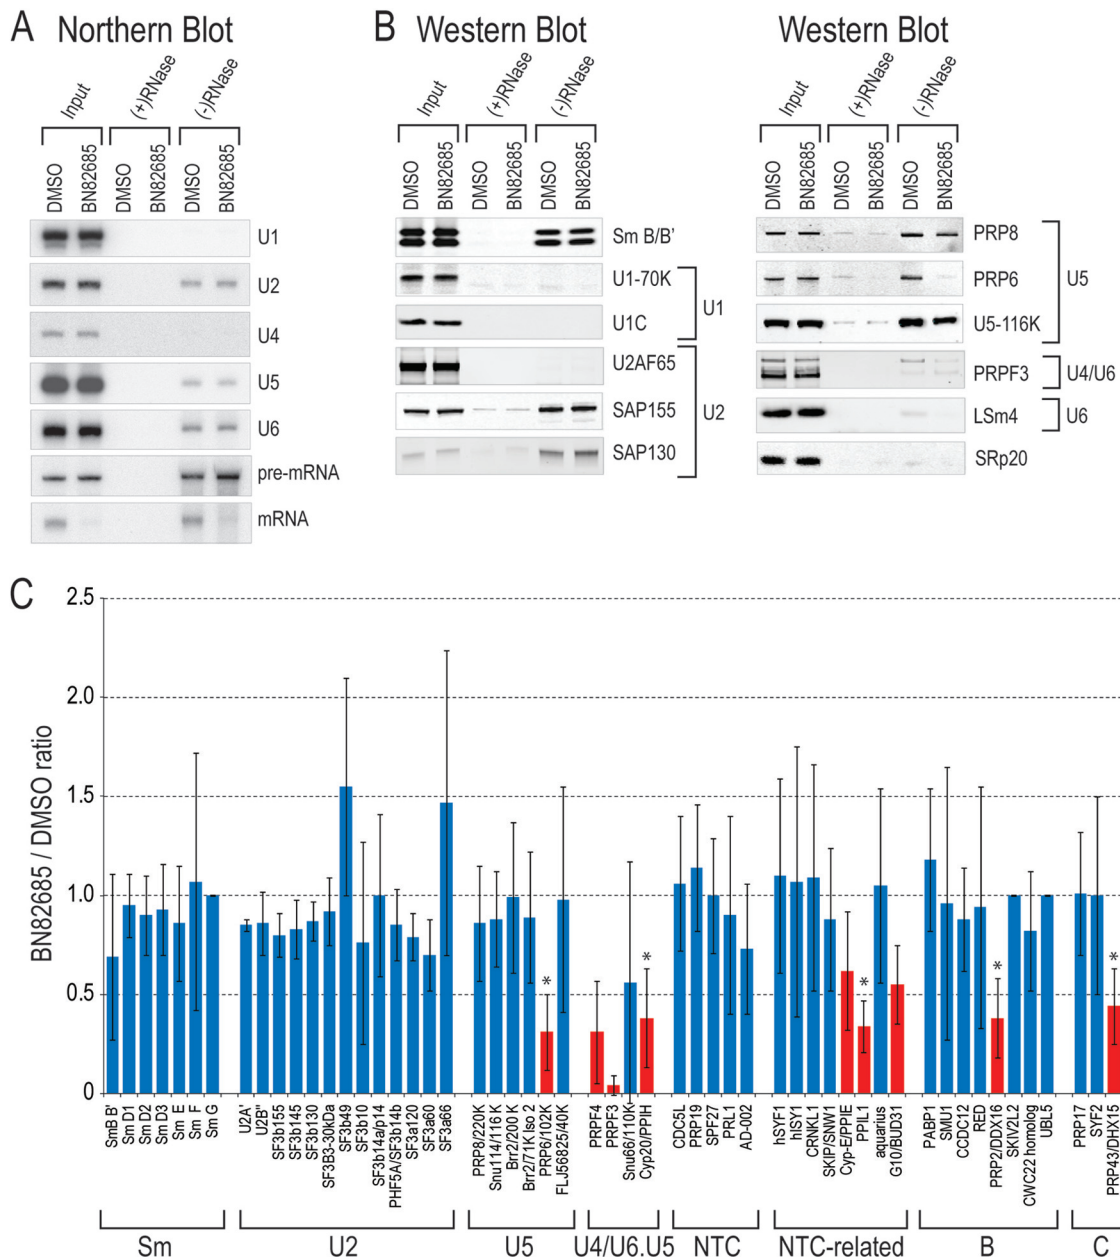 A Northern Blot
Input
(+)RNase
(-)RNase
DMSO
BN82685
DMSO
BN82685
DMSO
BN82685
U1
U2
U4
U5
U6
pre-mRNA
mRNA
B Western Blot
Input
(+)RNase
(-)RNase
DMSO
BN82685
DMSO
BN82685
DMSO
BN82685
Sm B/B'
U1-70K
U1C
U1
U2AF65
SAP155
SAP130
U2
Western Blot
Input
(+)RNase
(-)RNase
DMSO
BN82685
DMSO
BN82685
DMSO
BN82685
PRP8
PRP6
U5-116K
U5
PRPF3
U4/U6
LSm4
U6
SRp20
C
BN82685 / DMSO ratio
2.5
2.0
1.5
1.0
0.5
0
*
*
*
*
*
SmB B'
Sm D1
Sm D2
Sm D3
Sm E
Sm F
Sm G
U2A'
U2B"
SF3b155
SF3b145
SF3b130
SF3B3-30kDa
SF3b49
SF3b10
SF3b14a/p14
PHF5A/SF3b14b
SF3a120
SF3a60
SF3a66
PRP8/220K
Snu114/116 K
Brr2/200 K
Brr2/71K Iso 2
PRP6/102K
FLJ56825/40K
PRPF4
PRPF3
Snu66/110K
Cyp20/PPIH
CDC5L
PRP19
SPF27
PRL1
AD-002
hSYF1
hISY1
CRNKL1
SKIP/SNW1
Cyp-E/PPIE
PPIL1
aquarius
G10/BUD31
PABP1
SMU1
CCDC12
RED
PRP2/DDX16
SKIV2L2
CWC22 homolog
UBL5
PRP17
SYF2
PRP43/DHX15
Sm
U2
U5
U4/U6.U5
NTC
NTC-related
B
C